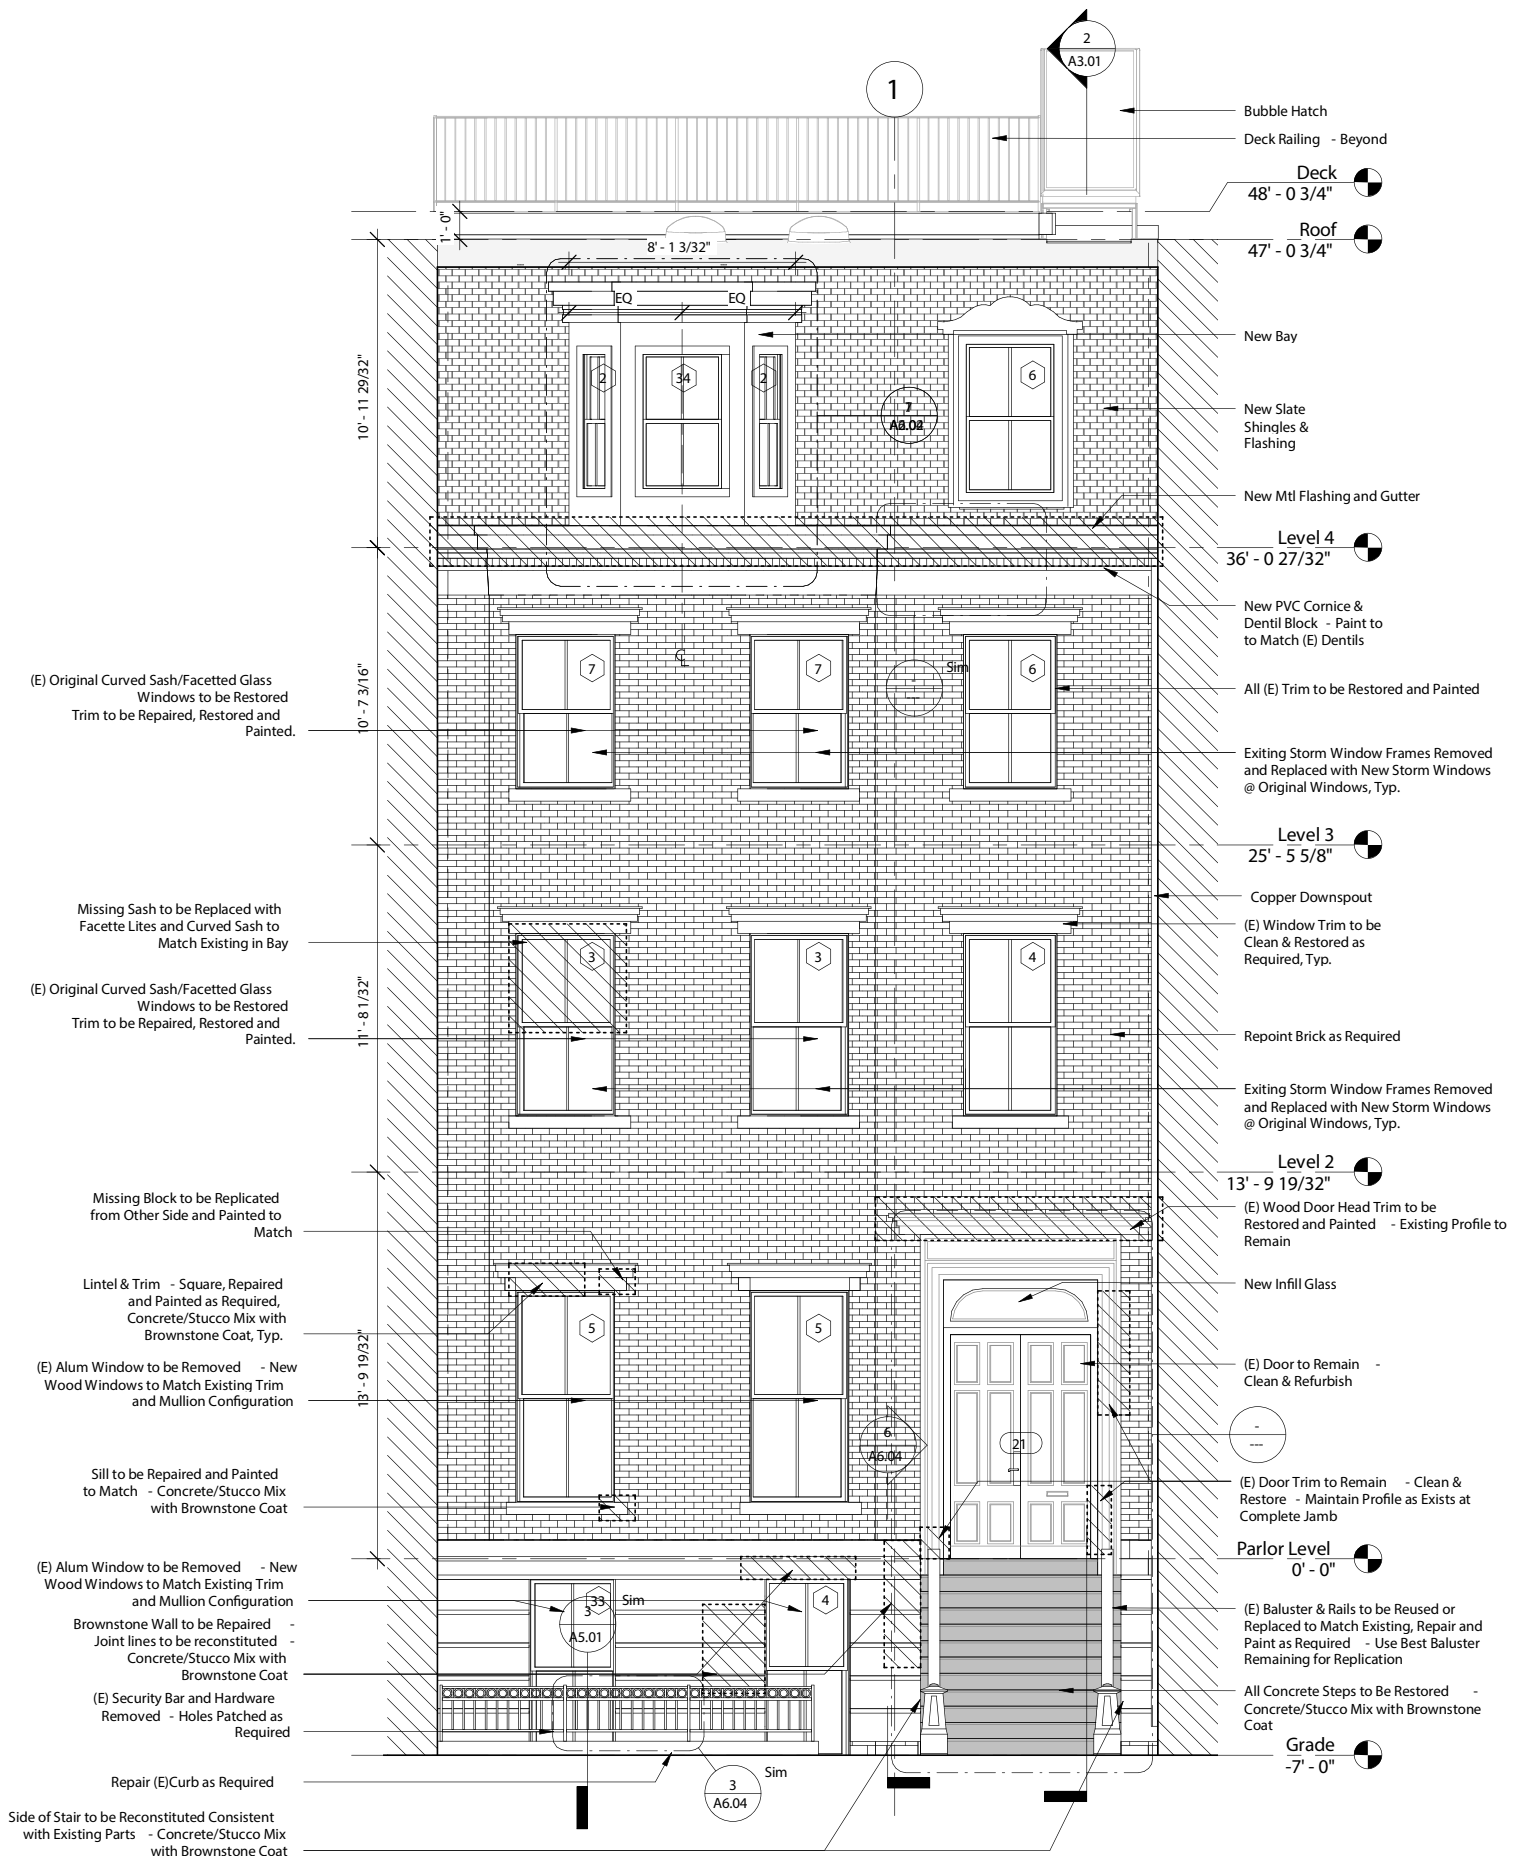 2
A3.01
1
Bubble Hatch
Deck Railing - Beyond
Deck
48' - 0 3/4"
1' - 0"
Roof
47' - 0 3/4"
8' - 1 3/32"
EQ
EQ
New Bay
10' - 11 29/32"
2
34
2
6
New Slate
Shingles &
Flashing
New Mtl Flashing and Gutter
Level 4
36' - 0 27/32"
New PVC Cornice &
Dentil Block - Paint to
to Match (E) Dentils
(E) Original Curved Sash/Facetted Glass
Windows to be Restored
Trim to be Repaired, Restored and
Painted.
10' - 7 3/16"
7
7
6
CL
Sim
-
---
All (E) Trim to be Restored and Painted
Exiting Storm Window Frames Removed
and Replaced with New Storm Windows
@ Original Windows, Typ.
Level 3
25' - 5 5/8"
Copper Downspout
Missing Sash to be Replaced with
Facette Lites and Curved Sash to
Match Existing in Bay
(E) Window Trim to be
Clean & Restored as
Required, Typ.
3
3
4
(E) Original Curved Sash/Facetted Glass
Windows to be Restored
Trim to be Repaired, Restored and
Painted.
11' - 8 1/32"
Repoint Brick as Required
Exiting Storm Window Frames Removed
and Replaced with New Storm Windows
@ Original Windows, Typ.
Level 2
13' - 9 19/32"
Missing Block to be Replicated
from Other Side and Painted to
Match
(E) Wood Door Head Trim to be
Restored and Painted - Existing Profile to
Remain
Lintel & Trim - Square, Repaired
and Painted as Required,
Concrete/Stucco Mix with
Brownstone Coat, Typ.
New Infill Glass
5
5
13' - 9 19/32"
(E) Alum Window to be Removed - New
Wood Windows to Match Existing Trim
and Mullion Configuration
(E) Door to Remain -
Clean & Refurbish
6
A6.04
21
-
---
Sill to be Repaired and Painted
to Match - Concrete/Stucco Mix
with Brownstone Coat
(E) Door Trim to Remain - Clean &
Restore - Maintain Profile as Exists at
Complete Jamb
Parlor Level
0' - 0"
(E) Alum Window to be Removed - New
Wood Windows to Match Existing Trim
and Mullion Configuration
33
Sim
3
A5.01
4
Brownstone Wall to be Repaired -
Joint lines to be reconstituted -
Concrete/Stucco Mix with
Brownstone Coat
(E) Baluster & Rails to be Reused or
Replaced to Match Existing, Repair and
Paint as Required - Use Best Baluster
Remaining for Replication
(E) Security Bar and Hardware
Removed - Holes Patched as
Required
All Concrete Steps to Be Restored -
Concrete/Stucco Mix with Brownstone
Coat
Grade
-7' - 0"
Repair (E)Curb as Required
3
A6.04
Sim
Side of Stair to be Reconstituted Consistent
with Existing Parts - Concrete/Stucco Mix
with Brownstone Coat